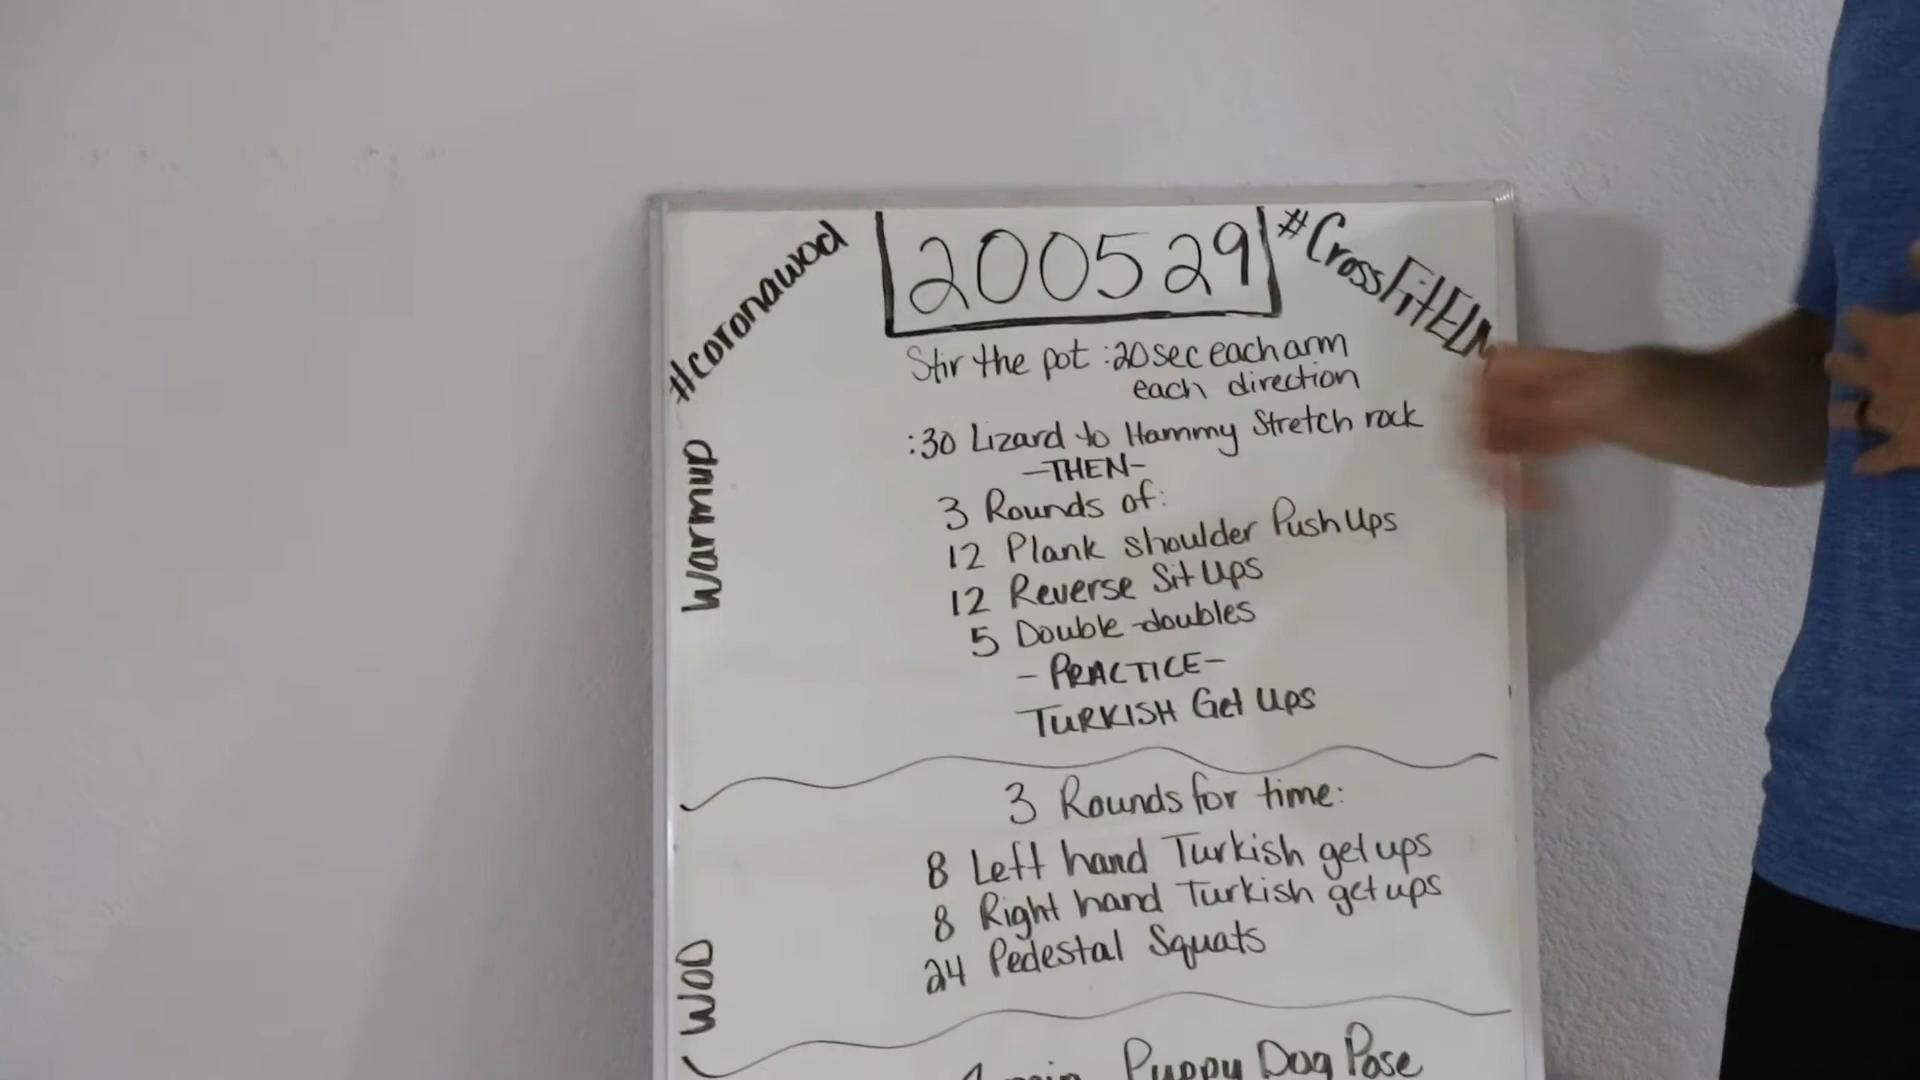 #coronawod
200529
#CrossFitELM
Stir the pot :20sec each arm
each direction
:30 Lizard to Hammy Stretch rock
-THEN-
3 Rounds of:
12 Plank shoulder Push Ups
12 Reverse Sit Ups
5 Double-doubles
- PRACTICE-
TURKISH Get Ups
Warmup
3 Rounds for time:
8 Left hand Turkish get ups
8 Right hand Turkish get ups
24 Pedestal Squats
WOD
Puppy Dog Pose